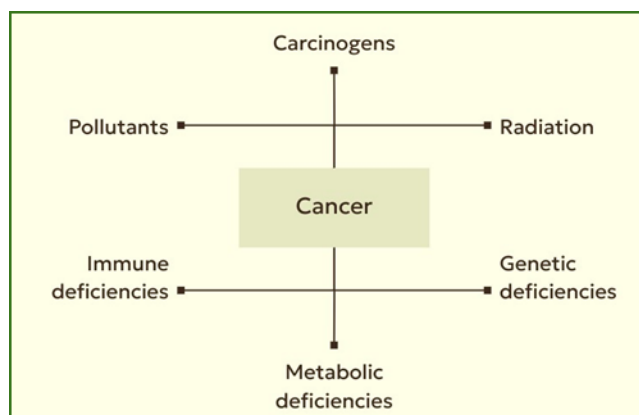 Carcinogens
Pollutants
Radiation
Cancer
Immune
deficiencies
Genetic
deficiencies
Metabolic
deficiencies